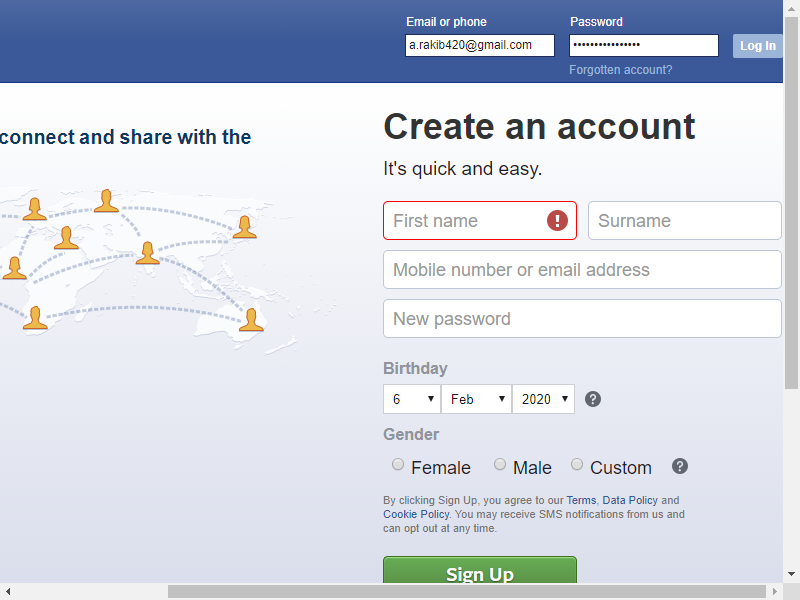 Email or phone Password
a.rakib420@gmail.com •••••••••••••••• Log In
Forgotten account?
connect and share with the
Create an account
It's quick and easy.
First name Surname
Mobile number or email address
New password
Birthday
6 Feb 2020
Gender
Female Male Custom
By clicking Sign Up, you agree to our Terms, Data Policy and
Cookie Policy. You may receive SMS notifications from us and
can opt out at any time.
Sign Up